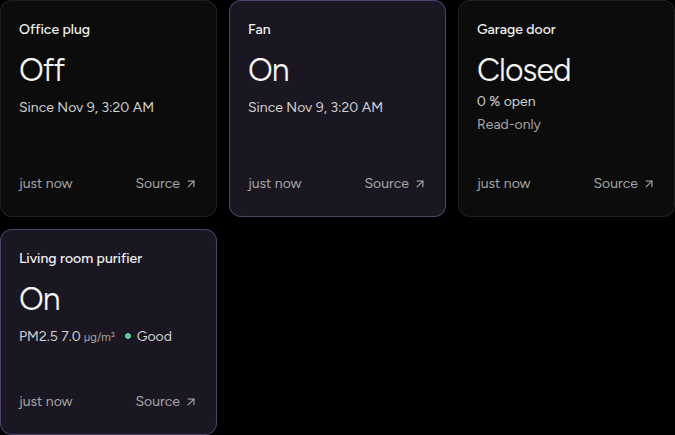 Office plug
Off
Since Nov 9, 3:20 AM
just now
Source ↗
Fan
On
Since Nov 9, 3:20 AM
just now
Source ↗
Garage door
Closed
0 % open
Read-only
just now
Source ↗
Living room purifier
On
PM2.5 7.0 µg/m³ Good
just now
Source ↗